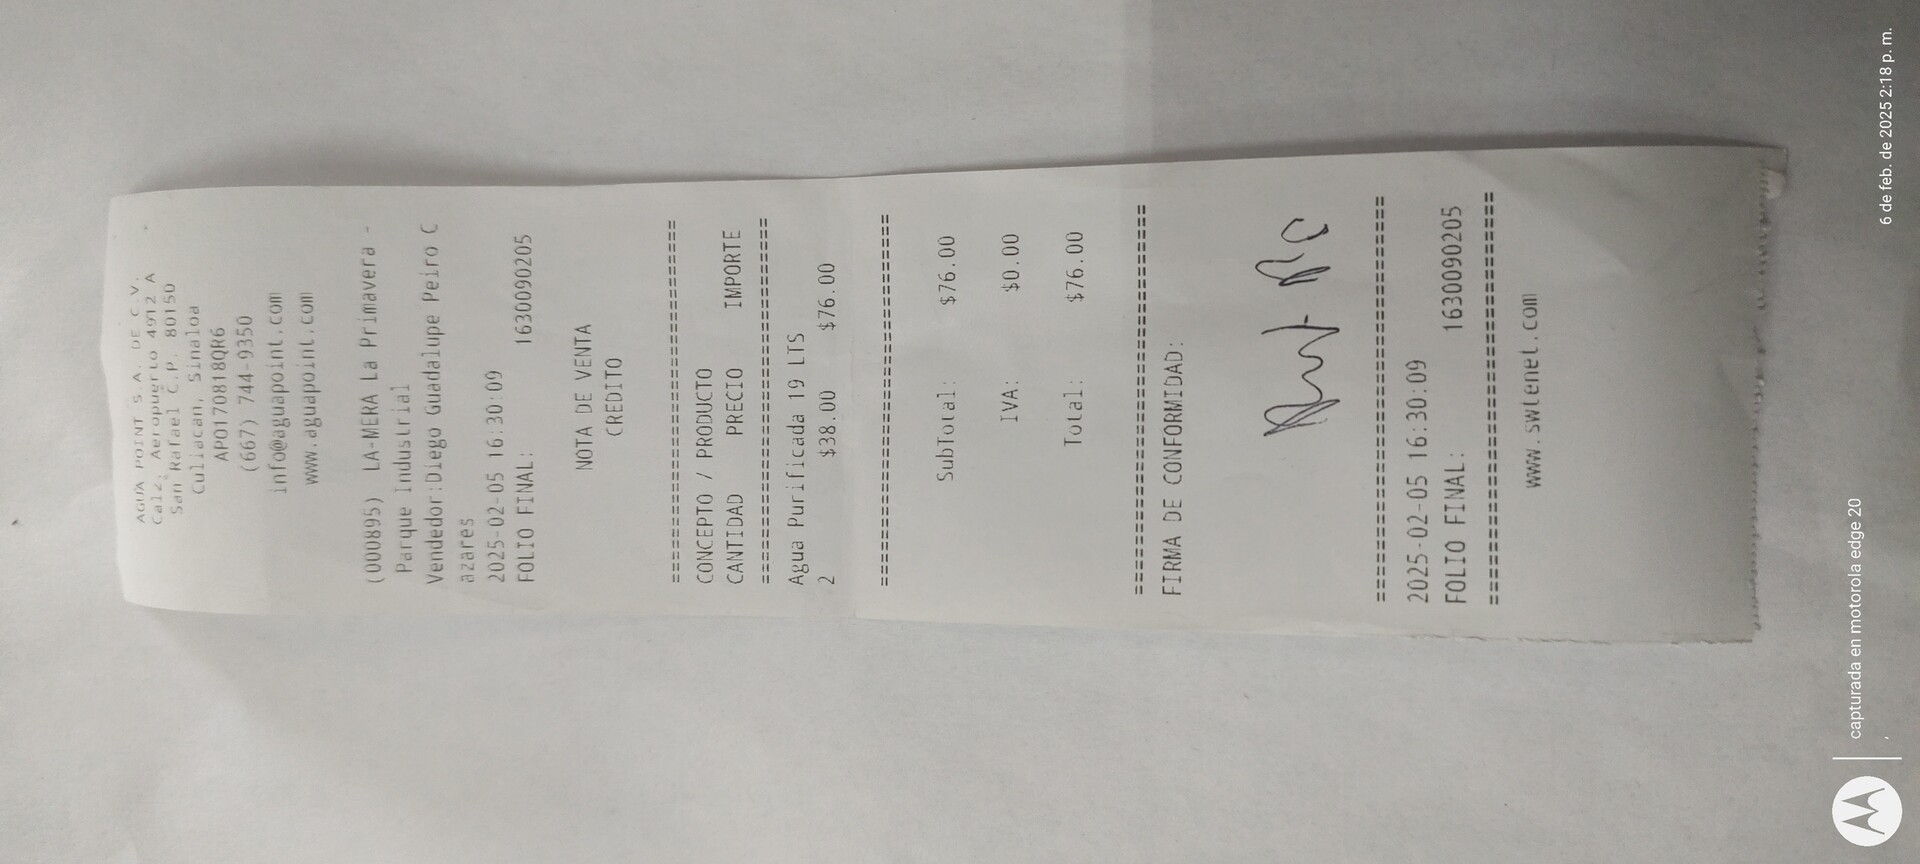 AGUA POINT S.A. DE C.V.
Calz. Aeropuerto 4912 A
San Rafael C.P. 80150
Culiacan, Sinaloa
APO170818QR6
(667) 744-9350
info@aguapoint.com
www.aguapoint.com
(000895) LA-MERA La Primavera -
Parque Industrial
Vendedor:Diego Guadalupe Peiro C
azares
2025-02-05 16:30:09
FOLIO FINAL: 1630090205
NOTA DE VENTA
CREDITO
================================
CONCEPTO / PRODUCTO
CANTIDAD PRECIO IMPORTE
================================
Agua Purificada 19 LTS
2 $38.00 $76.00
================================
SubTotal: $76.00
IVA: $0.00
Total: $76.00
================================
FIRMA DE CONFORMIDAD:
================================
2025-02-05 16:30:09
FOLIO FINAL: 1630090205
================================
www.swtenet.com
capturada en motorola edge 20
6 de feb. de 2025 2:18 p. m.